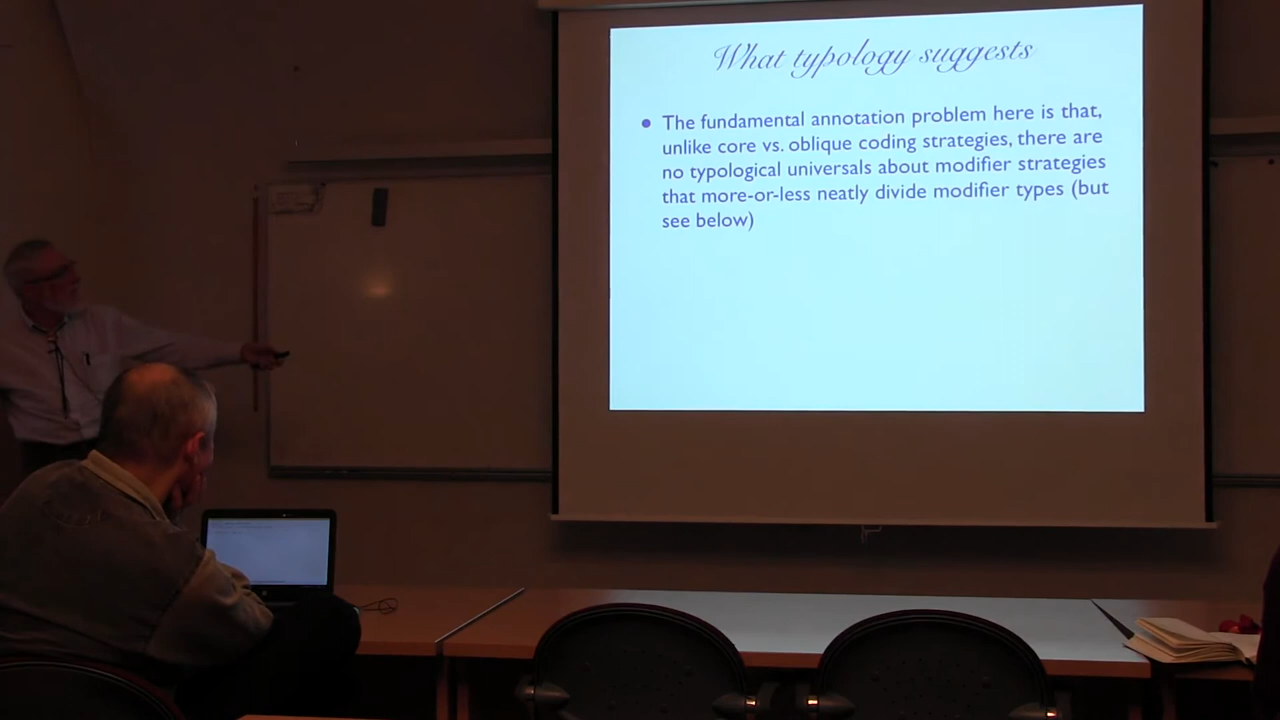 What typology suggests
• The fundamental annotation problem here is that,
unlike core vs. oblique coding strategies, there are
no typological universals about modifier strategies
that more-or-less neatly divide modifier types (but
see below)